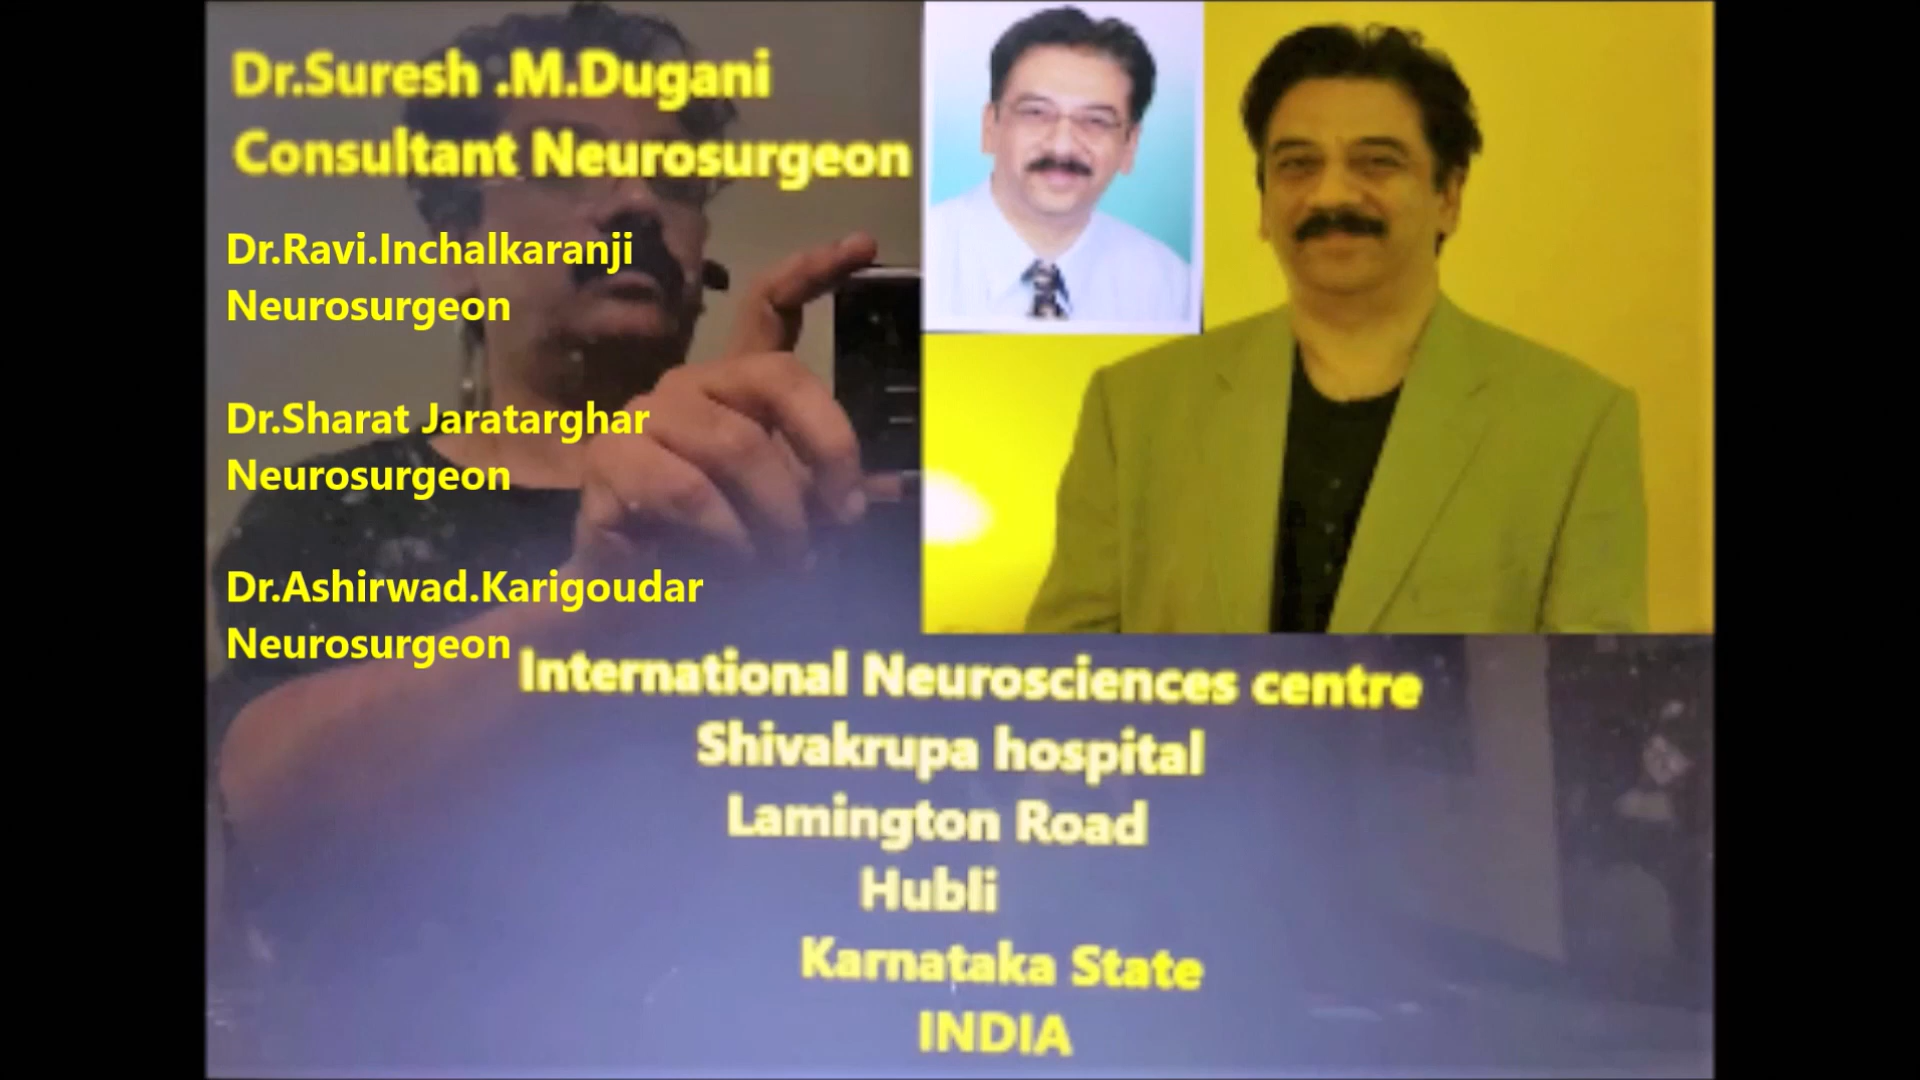 Dr.Suresh .M.Dugani
Consultant Neurosurgeon
Dr.Ravi.Inchalkaranji
Neurosurgeon
Dr.Sharat Jaratarghar
Neurosurgeon
Dr.Ashirwad.Karigoudar
Neurosurgeon
International Neurosciences centre
Shivakrupa hospital
Lamington Road
Hubli
Karnataka State
INDIA